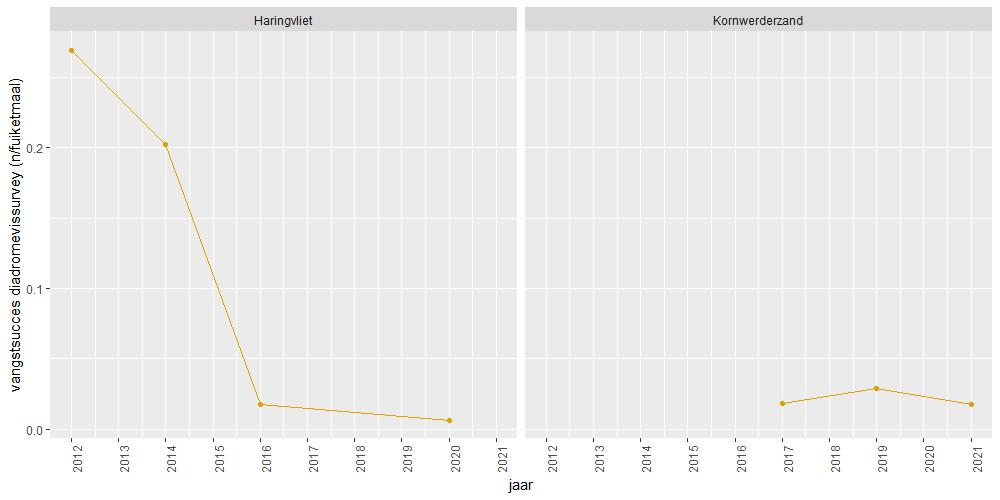 Haringvliet
Kornwerderzand
vangstsucces diadromevissurvey (n/fuiketmaal)
0.2
0.1
0.0
2012 2013 2014 2015 2016 2017 2018 2019 2020 2021
2012 2013 2014 2015 2016 2017 2018 2019 2020 2021
jaar